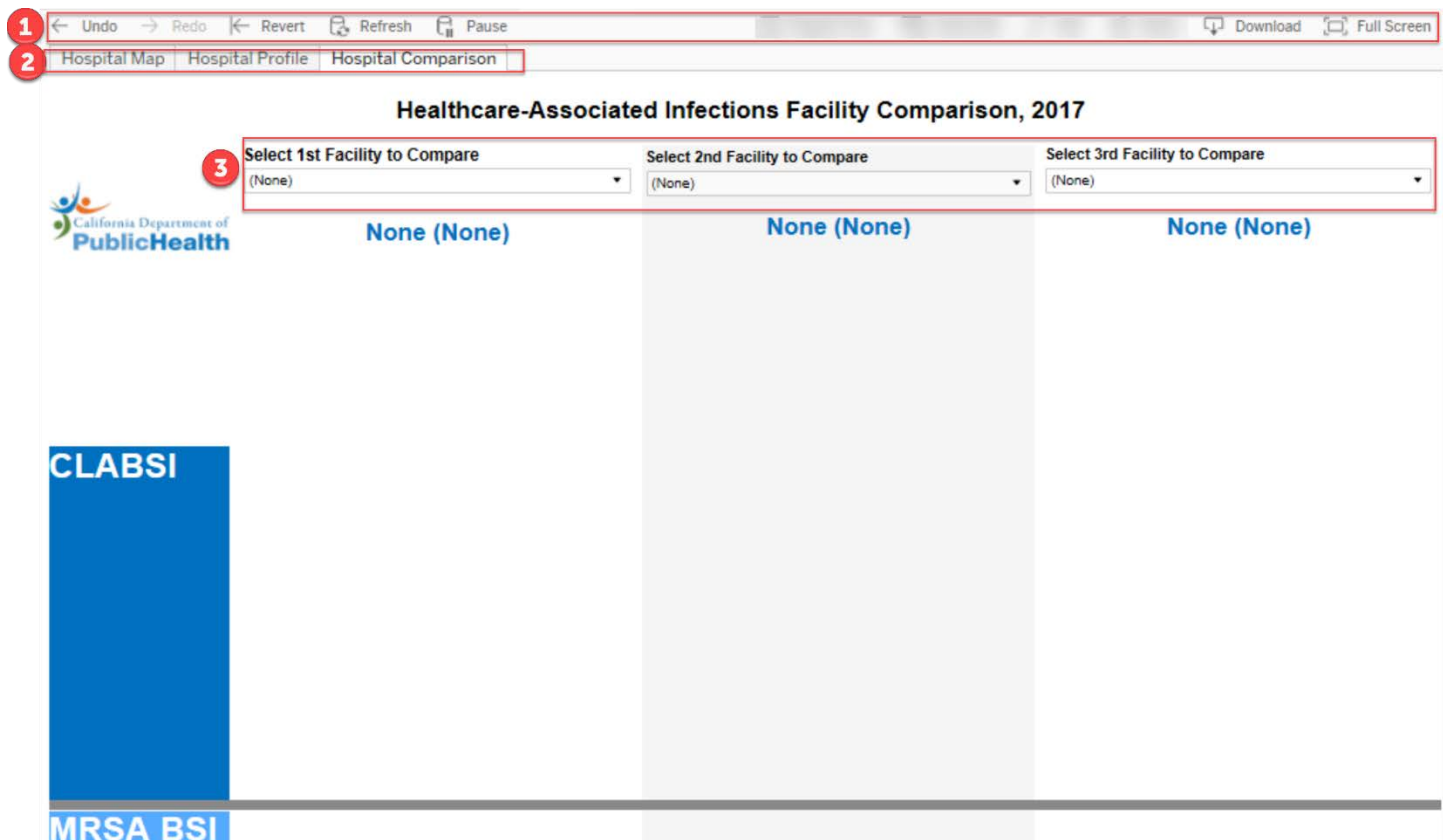 1 Undo Redo Revert Refresh Pause Download Full Screen
2 Hospital Map Hospital Profile Hospital Comparison
Healthcare-Associated Infections Facility Comparison, 2017
3 Select 1st Facility to Compare Select 2nd Facility to Compare Select 3rd Facility to Compare
(None) (None) (None)
California Department of
PublicHealth
None (None) None (None) None (None)
CLABSI
MRSA BSI